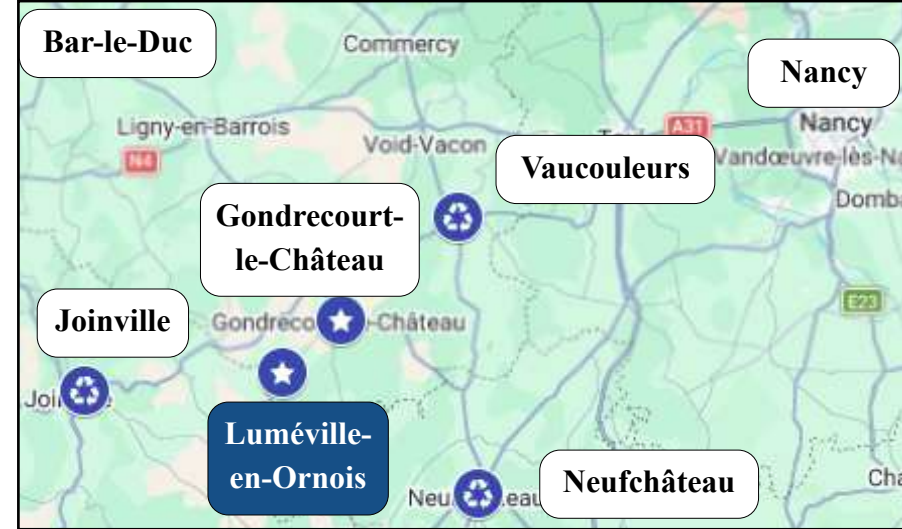 Bar-le-Duc
Commercy
Nancy
Ligny-en-Barrois
N4
Void-Vacon
A31
Nancy
Vaucouleurs
Vandœuvre-lès-Na
Gondrecourt-
le-Château
Domba
E23
Joinville
Gondreco
-Château
Joi
Luméville-
en-Ornois
Neufchâteau
Neu
eau
Cha